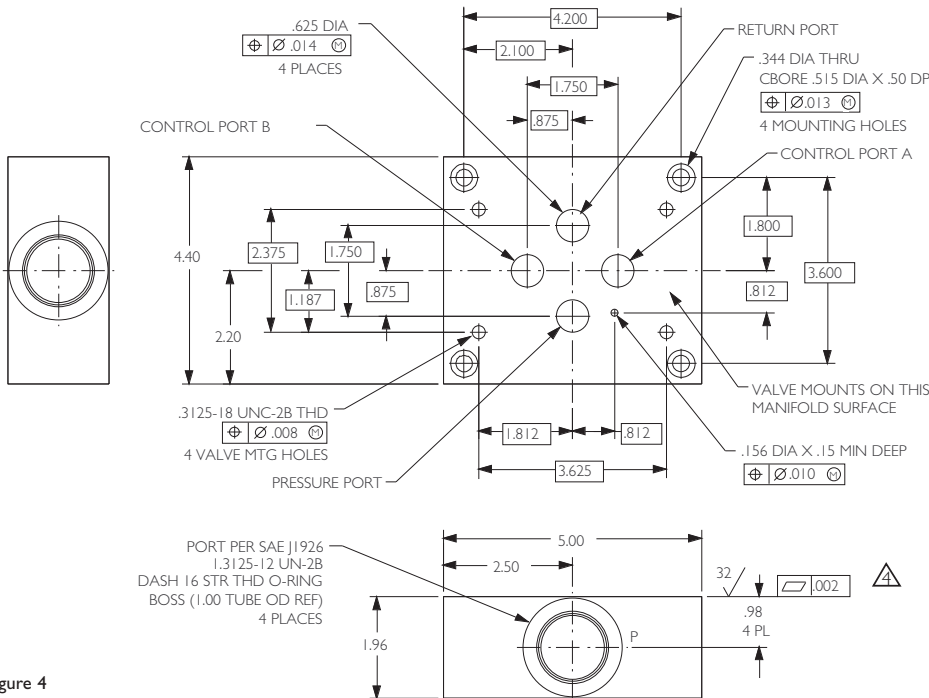 .625 DIA
⌖ Ø .014 Ⓜ
4 PLACES
4.200
2.100
1.750
.875
RETURN PORT
.344 DIA THRU
CBORE .515 DIA X .50 DP
⌖ Ø.013 Ⓜ
4 MOUNTING HOLES
CONTROL PORT B
CONTROL PORT A
4.40
2.20
2.375
1.187
1.750
.875
1.800
3.600
.812
.3125-18 UNC-2B THD
⌖ Ø .008 Ⓜ
4 VALVE MTG HOLES
PRESSURE PORT
1.812
.812
3.625
VALVE MOUNTS ON THIS
MANIFOLD SURFACE
.156 DIA X .15 MIN DEEP
⌖ Ø.010 Ⓜ
PORT PER SAE J1926
1.3125-12 UN-2B
DASH 16 STR THD O-RING
BOSS (1.00 TUBE OD REF)
4 PLACES
5.00
2.50
1.96
P
32
⏥ .002
4
.98
4 PL
gure 4